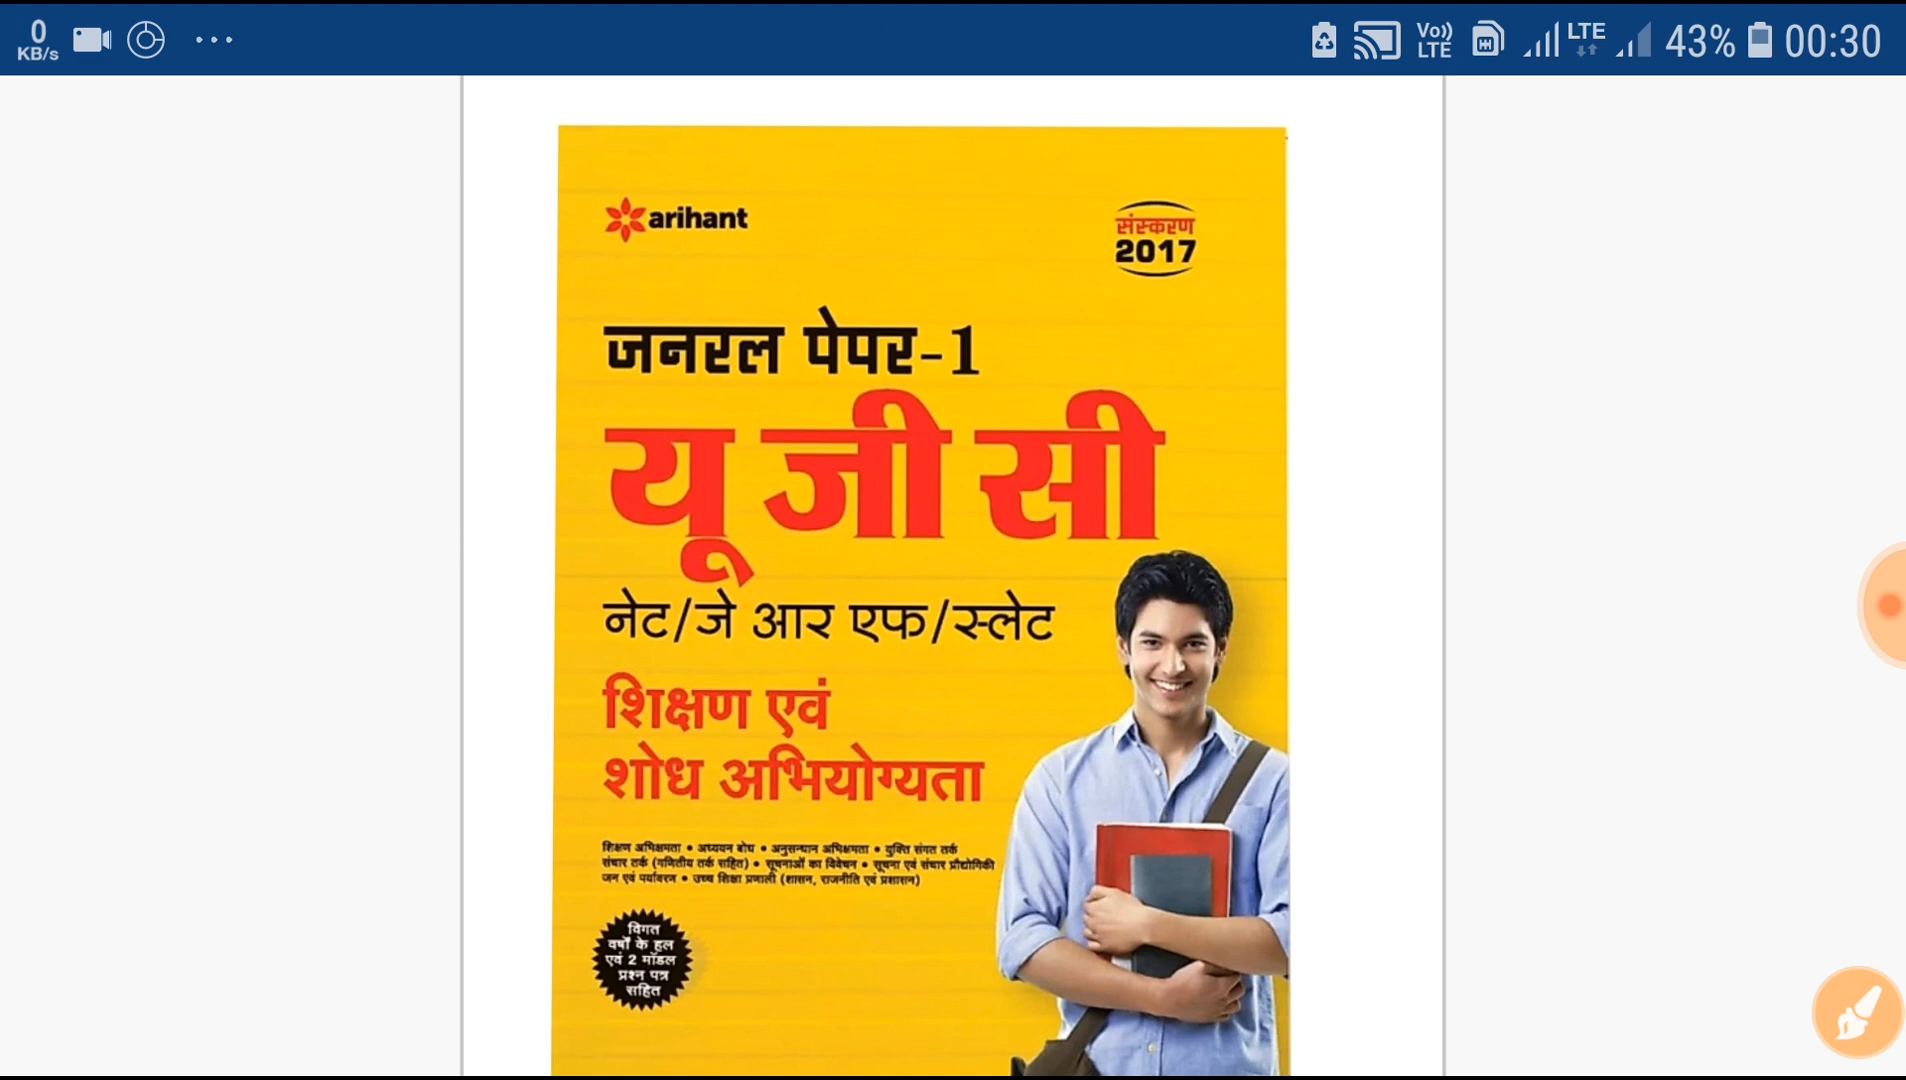 0
KB/s
Vo))
LTE
LTE
43%
00:30
arihant
संस्करण
2017
जनरल पेपर-1
यू जी सी
नेट/जे आर एफ/स्लेट
शिक्षण एवं
शोध अभियोग्यता
शिक्षण अभिक्षमता • अध्ययन बोध • अनुसन्धान अभिक्षमता • युक्ति संगत तर्क
संचार तर्क (गणितीय तर्क सहित) • सूचनाओं का विवेचन • सूचना एवं संचार प्रौद्योगिकी
जन एवं पर्यावरन • उच्च शिक्षा प्रणाली (शासन, राजनीति एवं प्रशासन)
विगत
वर्षों के हल
एवं 2 मॉडल
प्रश्न पत्र
सहित